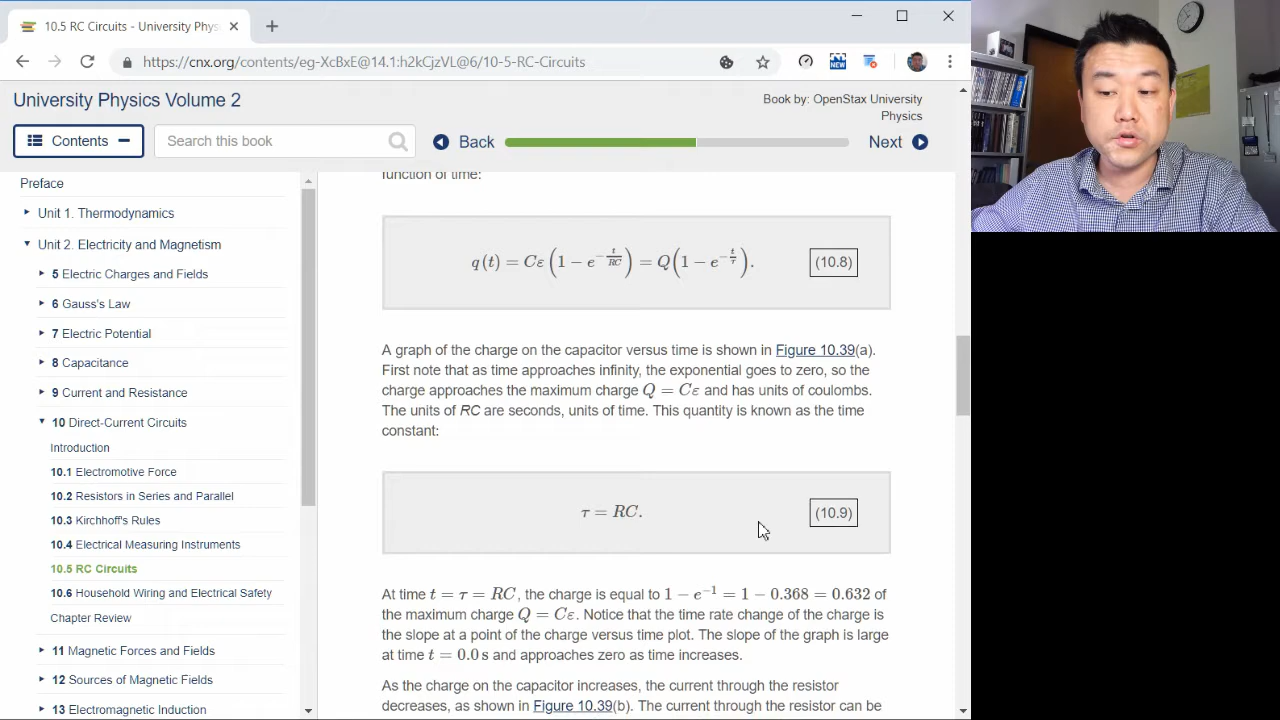 10.5 RC Circuits - University Phys
https://cnx.org/contents/eg-XcBxE@14.1:h2kCjzVL@6/10-5-RC-Circuits
NEW
University Physics Volume 2
Book by: OpenStax University
Physics
Contents
Search this book
Back
Next
Preface
Unit 1. Thermodynamics
Unit 2. Electricity and Magnetism
5 Electric Charges and Fields
6 Gauss's Law
7 Electric Potential
8 Capacitance
9 Current and Resistance
10 Direct-Current Circuits
Introduction
10.1 Electromotive Force
10.2 Resistors in Series and Parallel
10.3 Kirchhoff's Rules
10.4 Electrical Measuring Instruments
10.5 RC Circuits
10.6 Household Wiring and Electrical Safety
Chapter Review
11 Magnetic Forces and Fields
12 Sources of Magnetic Fields
13 Electromagnetic Induction
function of time:
q (t) = Cε(1 − e^{−t/RC}) = Q(1 − e^{−t/τ}). (10.8)
A graph of the charge on the capacitor versus time is shown in Figure 10.39(a).
First note that as time approaches infinity, the exponential goes to zero, so the
charge approaches the maximum charge Q = Cε and has units of coulombs.
The units of RC are seconds, units of time. This quantity is known as the time
constant:
τ = RC. (10.9)
At time t = τ = RC, the charge is equal to 1 − e⁻¹ = 1 − 0.368 = 0.632 of
the maximum charge Q = Cε. Notice that the time rate change of the charge is
the slope at a point of the charge versus time plot. The slope of the graph is large
at time t = 0.0 s and approaches zero as time increases.
As the charge on the capacitor increases, the current through the resistor
decreases, as shown in Figure 10.39(b). The current through the resistor can be